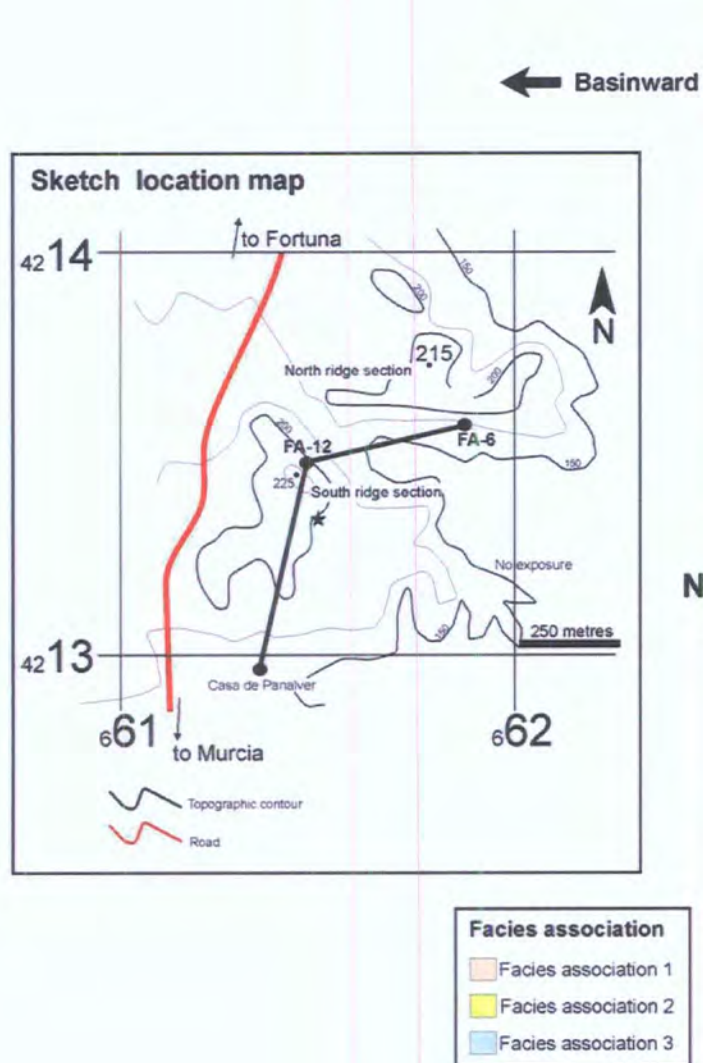 Basinward
Sketch location map
to Fortuna
4214
200
150
N
215
North ridge section
200
FA-12
FA-6
225
South ridge section
150
No exposure
N
250 metres
150
4213
Casa de Panalver
661
662
to Murcia
Topographic contour
Road
Facies association
Facies association 1
Facies association 2
Facies association 3